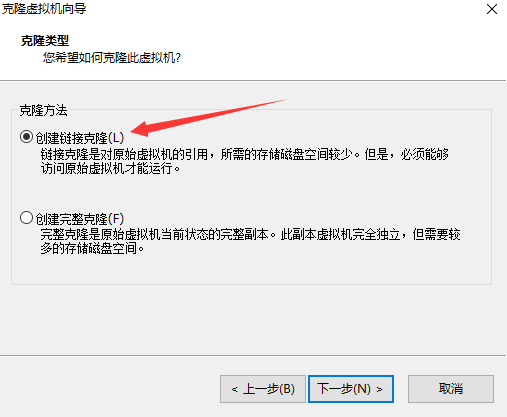 克隆虚拟机向导
克隆类型
您希望如何克隆此虚拟机?
克隆方法
创建链接克隆(L)
链接克隆是对原始虚拟机的引用，所需的存储磁盘空间较少。但是，必须能够
访问原始虚拟机才能运行。
创建完整克隆(F)
完整克隆是原始虚拟机当前状态的完整副本。此副本虚拟机完全独立，但需要较
多的存储磁盘空间。
< 上一步(B) 下一步(N) > 取消